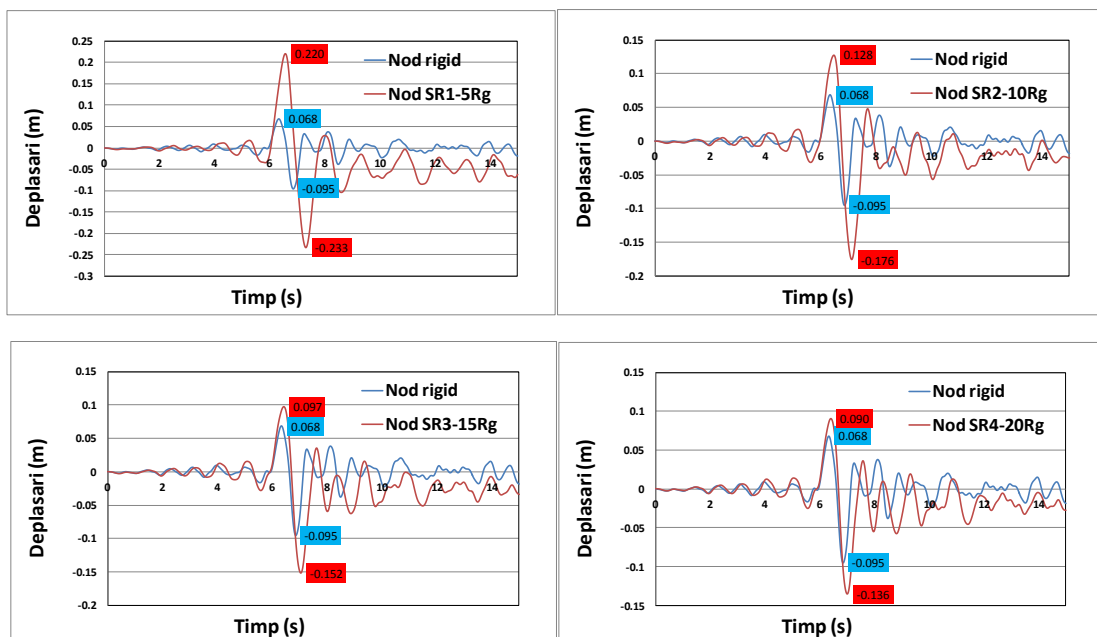 0.25
0.2
0.15
0.1
0.05
0
-0.05
-0.1
-0.15
-0.2
-0.25
-0.3
0 2 4 6 8 10 12 14
Deplasari (m)
Timp (s)
Nod rigid
Nod SR1-5Rg
0.220
0.068
-0.095
-0.233
0.15
0.1
0.05
0
-0.05
-0.1
-0.15
-0.2
0 2 4 6 8 10 12 14
Deplasari (m)
Timp (s)
Nod rigid
Nod SR2-10Rg
0.128
0.068
-0.095
-0.176
0.15
0.1
0.05
0
-0.05
-0.1
-0.15
-0.2
0 2 4 6 8 10 12 14
Deplasari (m)
Timp (s)
Nod rigid
Nod SR3-15Rg
0.097
0.068
-0.095
-0.152
0.15
0.1
0.05
0
-0.05
-0.1
-0.15
0 2 4 6 8 10 12 14
Deplasari (m)
Timp (s)
Nod rigid
Nod SR4-20Rg
0.090
0.068
-0.095
-0.136